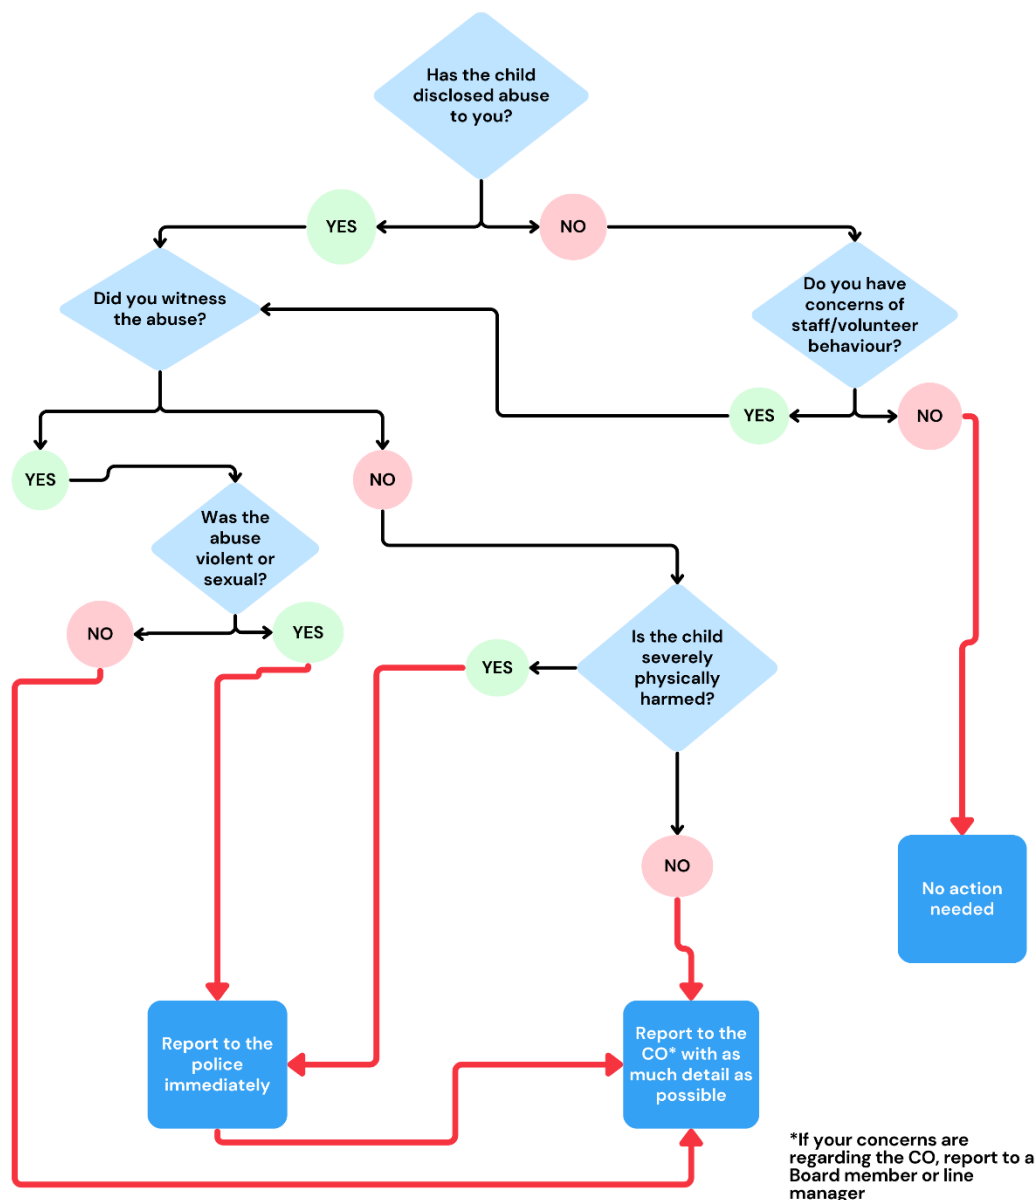 Has the child
disclosed abuse
to you?
YES
NO
Did you witness
the abuse?
Do you have
concerns of
staff/volunteer
behaviour?
YES
NO
YES
NO
Was the
abuse
violent or
sexual?
NO
YES
Is the child
severely
physically
harmed?
YES
NO
No action
needed
Report to the
police
immediately
Report to the
CO* with as
much detail as
possible
*If your concerns are
regarding the CO, report to a
Board member or line
manager